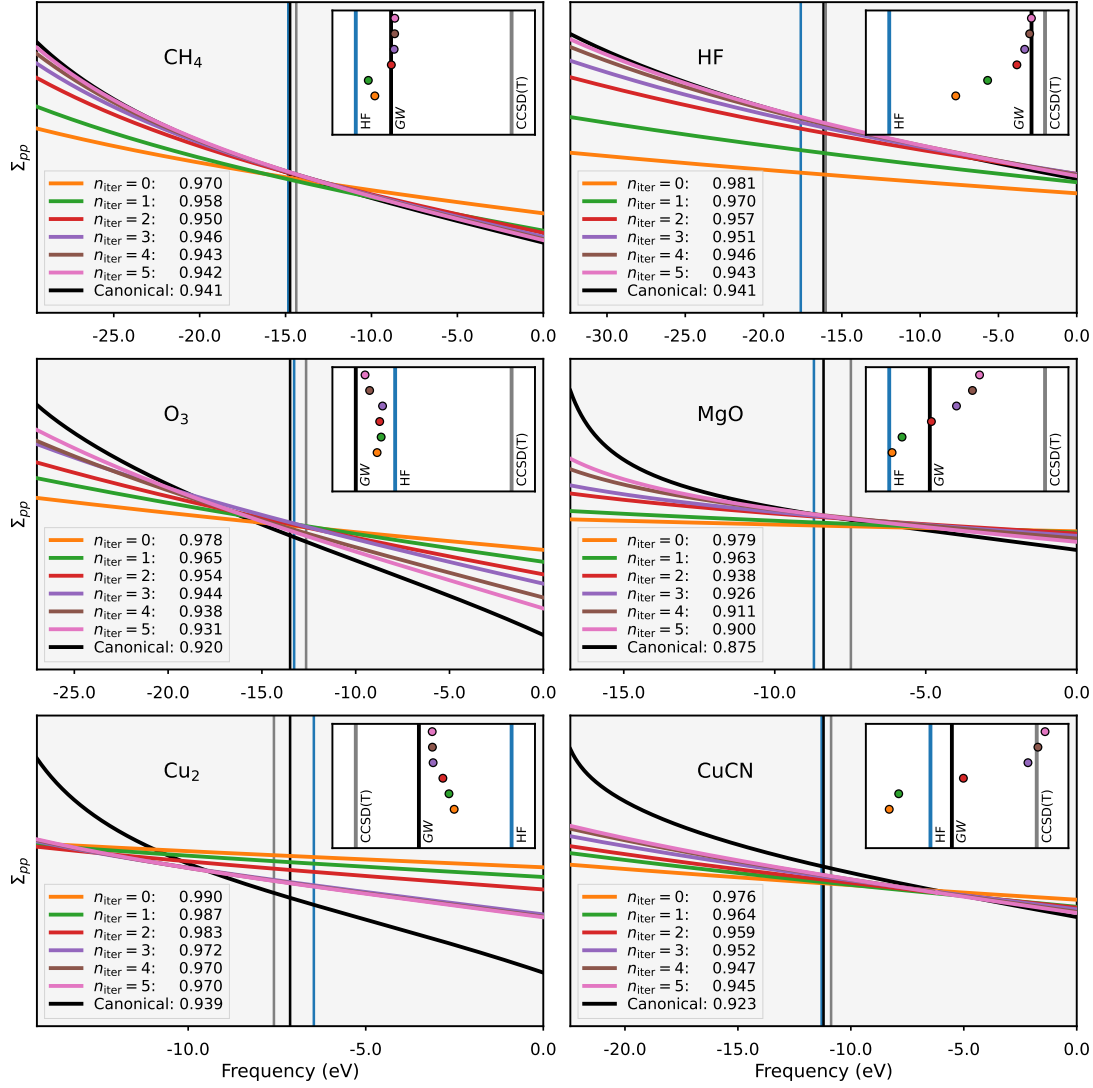 CH4
HF
GW
CCSD(T)
Σpp
niter = 0: 0.970
niter = 1: 0.958
niter = 2: 0.950
niter = 3: 0.946
niter = 4: 0.943
niter = 5: 0.942
Canonical: 0.941
-25.0 -20.0 -15.0 -10.0 -5.0 0.0
HF
HF
GW
CCSD(T)
niter = 0: 0.981
niter = 1: 0.970
niter = 2: 0.957
niter = 3: 0.951
niter = 4: 0.946
niter = 5: 0.943
Canonical: 0.941
-30.0 -25.0 -20.0 -15.0 -10.0 -5.0 0.0
O3
GW
HF
CCSD(T)
Σpp
niter = 0: 0.978
niter = 1: 0.965
niter = 2: 0.954
niter = 3: 0.944
niter = 4: 0.938
niter = 5: 0.931
Canonical: 0.920
-25.0 -20.0 -15.0 -10.0 -5.0 0.0
MgO
HF
GW
CCSD(T)
niter = 0: 0.979
niter = 1: 0.963
niter = 2: 0.938
niter = 3: 0.926
niter = 4: 0.911
niter = 5: 0.900
Canonical: 0.875
-15.0 -10.0 -5.0 0.0
Cu2
CCSD(T)
GW
HF
Σpp
niter = 0: 0.990
niter = 1: 0.987
niter = 2: 0.983
niter = 3: 0.972
niter = 4: 0.970
niter = 5: 0.970
Canonical: 0.939
-10.0 -5.0 0.0
Frequency (eV)
CuCN
HF
GW
CCSD(T)
niter = 0: 0.976
niter = 1: 0.964
niter = 2: 0.959
niter = 3: 0.952
niter = 4: 0.947
niter = 5: 0.945
Canonical: 0.923
-20.0 -15.0 -10.0 -5.0 0.0
Frequency (eV)